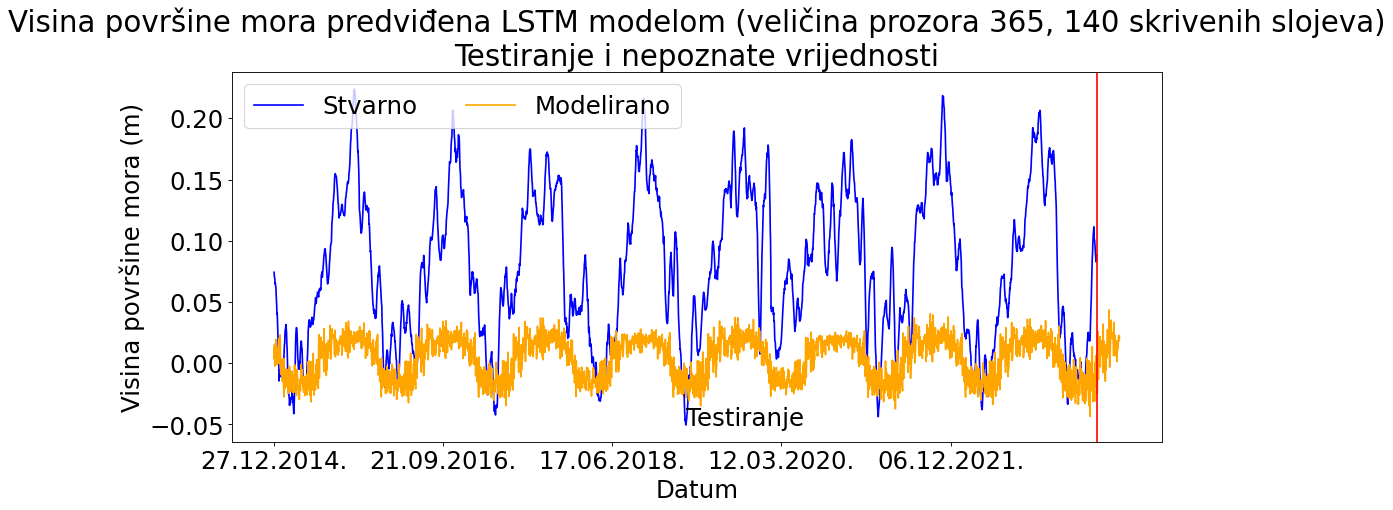 Visina površine mora predviđena LSTM modelom (veličina prozora 365, 140 skrivenih slojeva)
Testiranje i nepoznate vrijednosti
Stvarno Modelirano
Visina površine mora (m)
0.20
0.15
0.10
0.05
0.00
−0.05
Testiranje
27.12.2014. 21.09.2016. 17.06.2018. 12.03.2020. 06.12.2021.
Datum